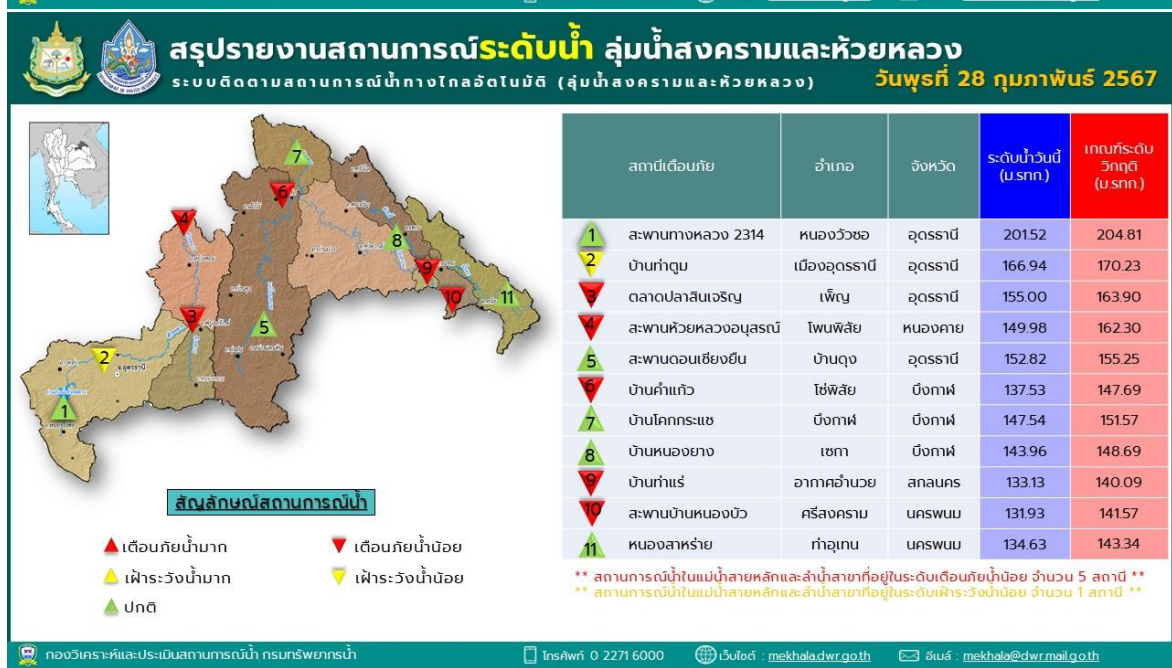 สรุปรายงานสถานการณ์ระดับน้ำ ลุ่มน้ำสงครามและห้วยหลวง
ระบบติดตามสถานการณ์น้ำทางไกลอัตโนมัติ (ลุ่มน้ำสงครามและห้วยหลวง)
วันพุธที่ 28 กุมภาพันธ์ 2567
7
6
4
8
9
10
11
3
5
2
1
สัญลักษณ์สถานการณ์น้ำ
เตือนภัยน้ำมาก เตือนภัยน้ำน้อย
เฝ้าระวังน้ำมาก เฝ้าระวังน้ำน้อย
ปกติ
สถานีเตือนภัย อำเภอ จังหวัด ระดับน้ำวันนี้ (ม.รทก.) เกณฑ์ระดับวิกฤติ (ม.รทก.)
1 สะพานทางหลวง 2314 หนองวัวซอ อุดรธานี 201.52 204.81
2 บ้านท่าตูม เมืองอุดรธานี อุดรธานี 166.94 170.23
3 ตลาดปลาสินเจริญ เพ็ญ อุดรธานี 155.00 163.90
4 สะพานห้วยหลวงอนุสรณ์ โพนพิสัย หนองคาย 149.98 162.30
5 สะพานดอนเชียงยืน บ้านดุง อุดรธานี 152.82 155.25
6 บ้านคำแก้ว โซ่พิสัย บึงกาฬ 137.53 147.69
7 บ้านโคกกระแซ บึงกาฬ บึงกาฬ 147.54 151.57
8 บ้านหนองยาง เซกา บึงกาฬ 143.96 148.69
9 บ้านท่าแร่ อากาศอำนวย สกลนคร 133.13 140.09
10 สะพานบ้านหนองบัว ศรีสงคราม นครพนม 131.93 141.57
11 หนองสาหร่าย ท่าอุเทน นครพนม 134.63 143.34
** สถานการณ์น้ำในแม่น้ำสายหลักและลำน้ำสาขาที่อยู่ในระดับเตือนภัยน้ำน้อย จำนวน 5 สถานี **
** สถานการณ์น้ำในแม่น้ำสายหลักและลำน้ำสาขาที่อยู่ในระดับเฝ้าระวังน้ำน้อย จำนวน 1 สถานี **
กองวิเคราะห์และประเมินสถานการณ์น้ำ กรมทรัพยากรน้ำ โทรศัพท์ 0 2271 6000 เว็บไซต์ : mekhala.dwr.go.th อีเมล์ : mekhala@dwr.mail.go.th